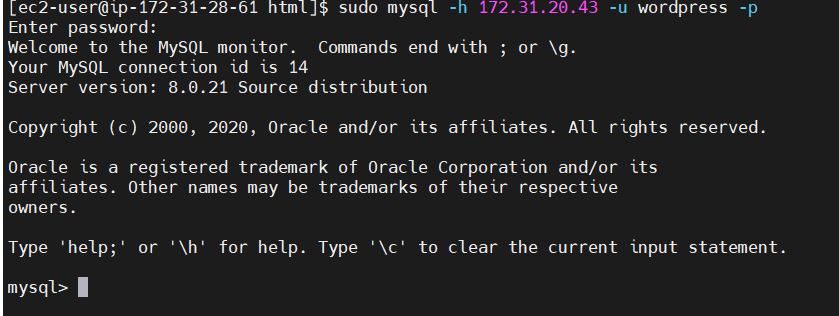 [ec2-user@ip-172-31-28-61 html]$ sudo mysql -h 172.31.20.43 -u wordpress -p
Enter password:
Welcome to the MySQL monitor.  Commands end with ; or \g.
Your MySQL connection id is 14
Server version: 8.0.21 Source distribution

Copyright (c) 2000, 2020, Oracle and/or its affiliates. All rights reserved.

Oracle is a registered trademark of Oracle Corporation and/or its
affiliates. Other names may be trademarks of their respective
owners.

Type 'help;' or '\h' for help. Type '\c' to clear the current input statement.

mysql>